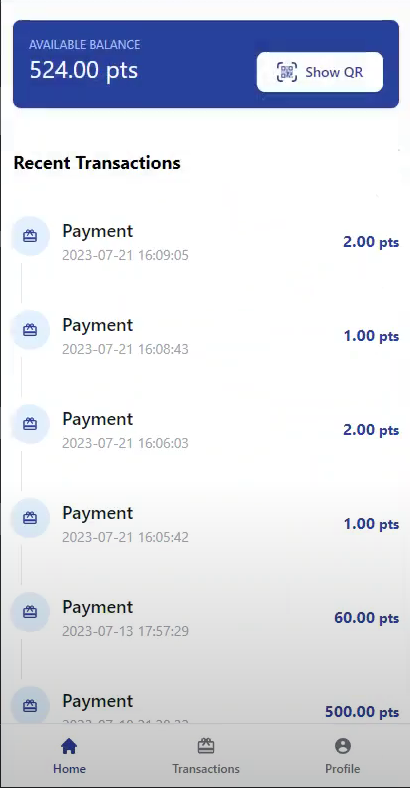 AVAILABLE BALANCE
524.00 pts
Show QR
Recent Transactions
Payment
2.00 pts
2023-07-21 16:09:05
Payment
1.00 pts
2023-07-21 16:08:43
Payment
2.00 pts
2023-07-21 16:06:03
Payment
1.00 pts
2023-07-21 16:05:42
Payment
60.00 pts
2023-07-13 17:57:29
Payment
500.00 pts
Home
Transactions
Profile